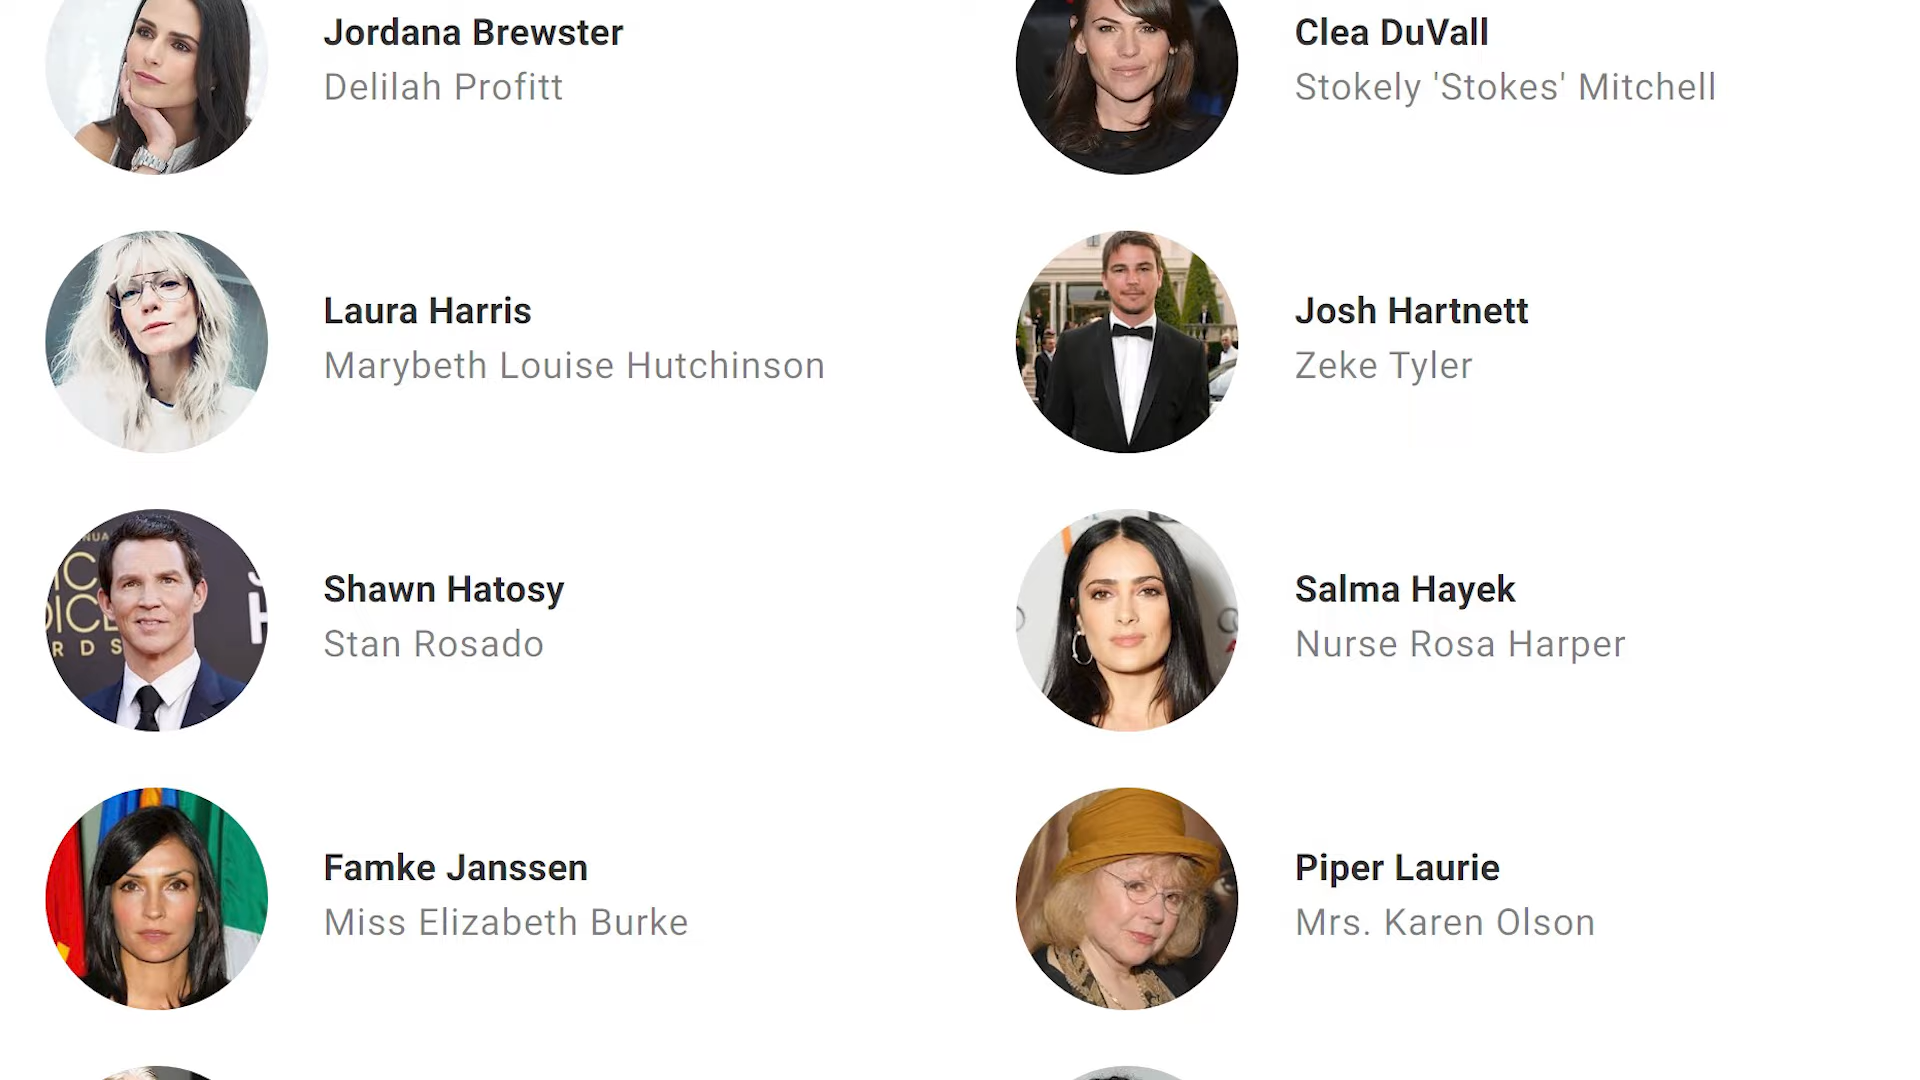 Jordana Brewster
Delilah Profitt
Clea DuVall
Stokely 'Stokes' Mitchell
Laura Harris
Marybeth Louise Hutchinson
Josh Hartnett
Zeke Tyler
Shawn Hatosy
Stan Rosado
Salma Hayek
Nurse Rosa Harper
Famke Janssen
Miss Elizabeth Burke
Piper Laurie
Mrs. Karen Olson